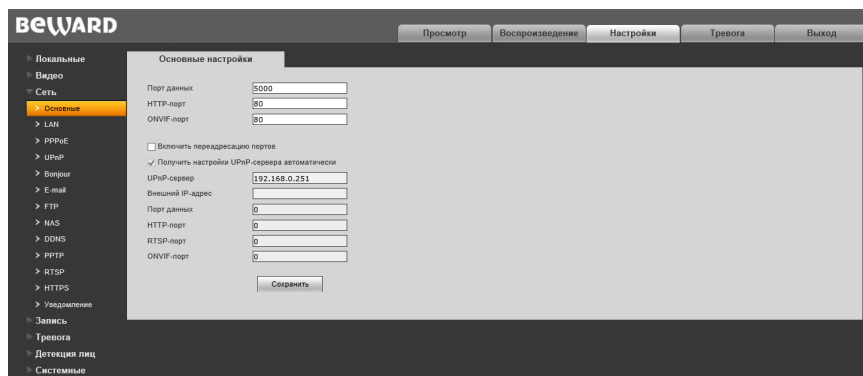 BEWARD
Просмотр Воспроизведение Настройки Тревога Выход
Локальные
Видео
Сеть
Основные
LAN
PPPoE
UPnP
Bonjour
E-mail
FTP
NAS
DDNS
PPTP
RTSP
HTTPS
Уведомление
Запись
Тревога
Детекция лиц
Системные
Основные настройки
Порт данных 5000
HTTP-порт 80
ONVIF-порт 80
Включить переадресацию портов
Получить настройки UPnP-сервера автоматически
UPnP-сервер 192.168.0.251
Внешний IP-адрес
Порт данных 0
HTTP-порт 0
RTSP-порт 0
ONVIF-порт 0
Сохранить